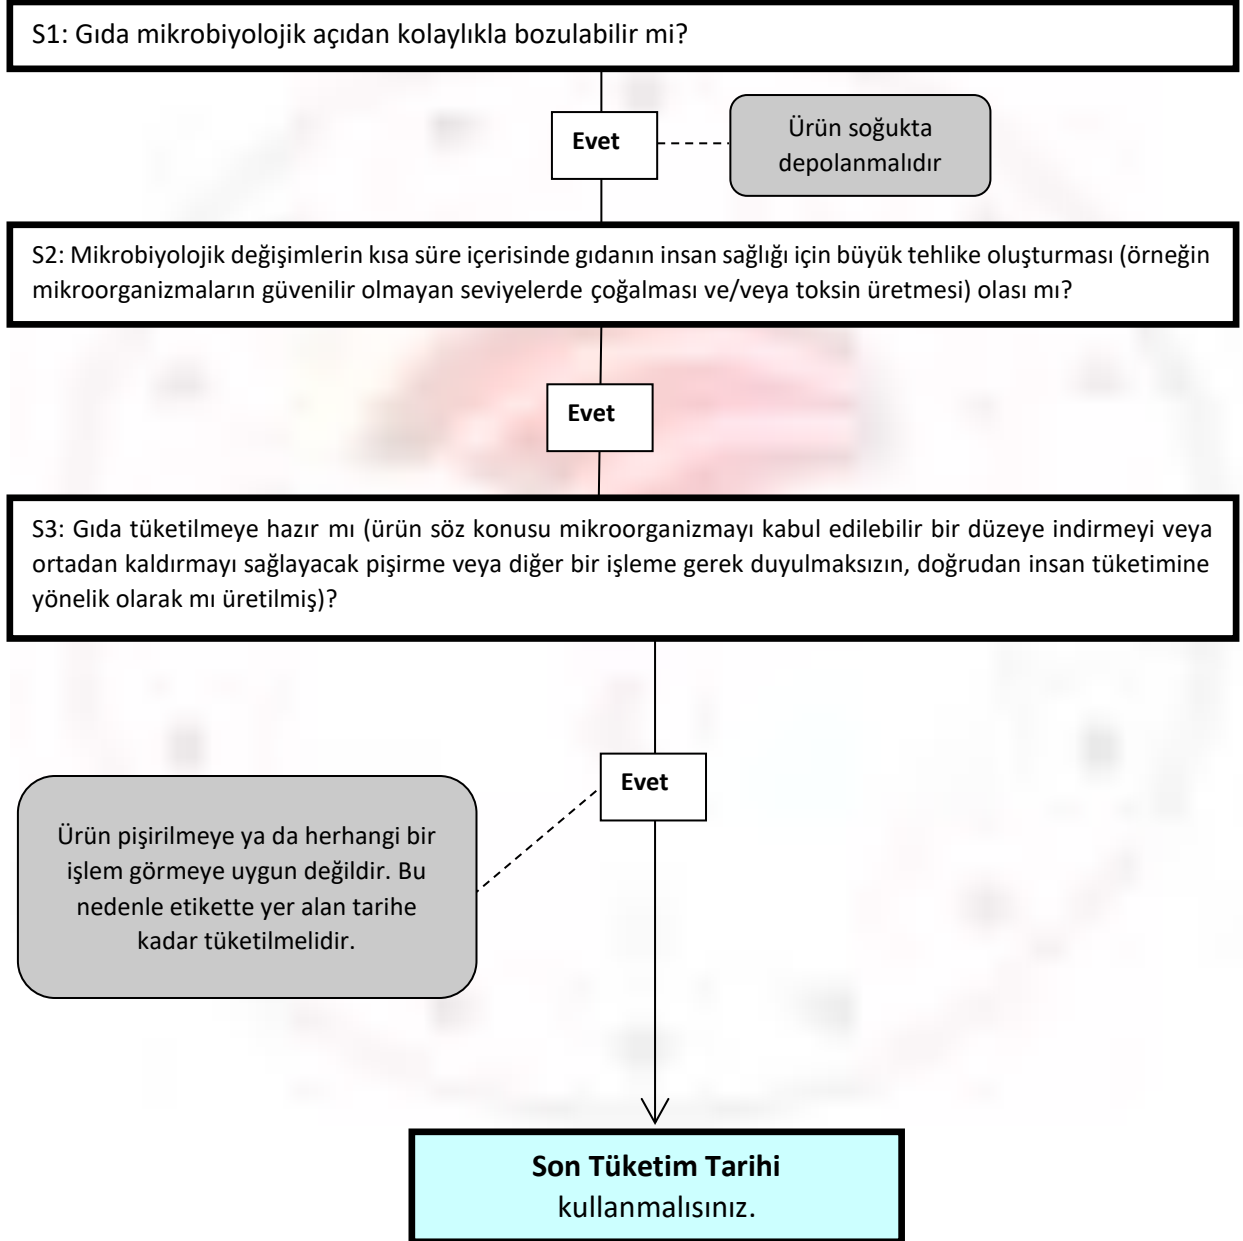 S1: Gıda mikrobiyolojik açıdan kolaylıkla bozulabilir mi?
Evet
Ürün soğukta
depolanmalıdır
S2: Mikrobiyolojik değişimlerin kısa süre içerisinde gıdanın insan sağlığı için büyük tehlike oluşturması (örneğin
mikroorganizmaların güvenilir olmayan seviyelerde çoğalması ve/veya toksin üretmesi) olası mı?
Evet
S3: Gıda tüketilmeye hazır mı (ürün söz konusu mikroorganizmayı kabul edilebilir bir düzeye indirmeyi veya
ortadan kaldırmayı sağlayacak pişirme veya diğer bir işleme gerek duyulmaksızın, doğrudan insan tüketimine
yönelik olarak mı üretilmiş)?
Evet
Ürün pişirilmeye ya da herhangi bir
işlem görmeye uygun değildir. Bu
nedenle etikette yer alan tarihe
kadar tüketilmelidir.
Son Tüketim Tarihi
kullanmalısınız.